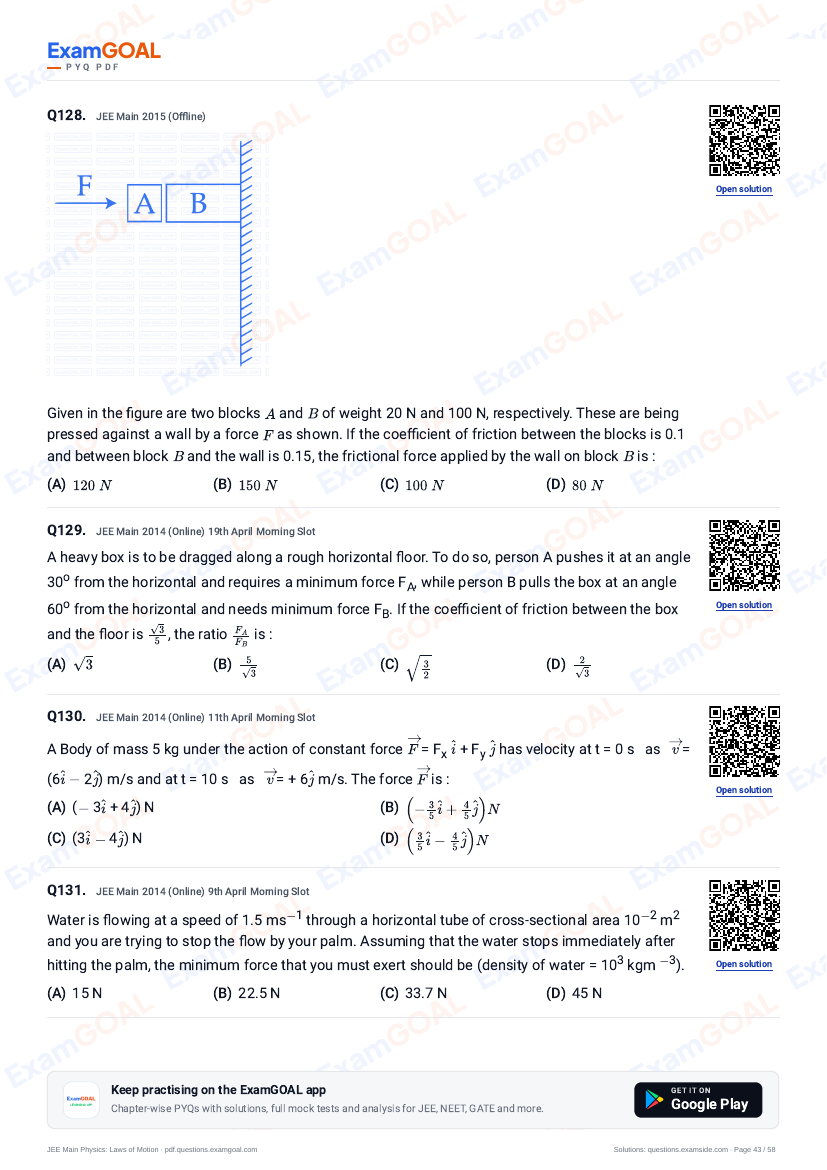 ExamGOAL
PYQ PDF
Q128. JEE Main 2015 (Offline)
Open solution
F
A
B
Given in the figure are two blocks A and B of weight 20 N and 100 N, respectively. These are being
pressed against a wall by a force F as shown. If the coefficient of friction between the blocks is 0.1
and between block B and the wall is 0.15, the frictional force applied by the wall on block B is :
(A) 120 N (B) 150 N (C) 100 N (D) 80 N
Q129. JEE Main 2014 (Online) 19th April Morning Slot
Open solution
A heavy box is to be dragged along a rough horizontal floor. To do so, person A pushes it at an angle
30° from the horizontal and requires a minimum force F_A, while person B pulls the box at an angle
60° from the horizontal and needs minimum force F_B. If the coefficient of friction between the box
and the floor is √3/5, the ratio F_A/F_B is :
(A) √3 (B) 5/√3 (C) √(3/2) (D) 2/√3
Q130. JEE Main 2014 (Online) 11th April Morning Slot
Open solution
A Body of mass 5 kg under the action of constant force F⃗ = F_x î + F_y ĵ has velocity at t = 0 s as v⃗ =
(6î − 2ĵ) m/s and at t = 10 s as v⃗ = + 6ĵ m/s. The force F⃗ is :
(A) (− 3î + 4ĵ) N (B) (−3/5 î + 4/5 ĵ) N
(C) (3î − 4ĵ) N (D) (3/5 î − 4/5 ĵ) N
Q131. JEE Main 2014 (Online) 9th April Morning Slot
Open solution
Water is flowing at a speed of 1.5 ms⁻¹ through a horizontal tube of cross-sectional area 10⁻² m²
and you are trying to stop the flow by your palm. Assuming that the water stops immediately after
hitting the palm, the minimum force that you must exert should be (density of water = 10³ kgm ⁻³).
(A) 15 N (B) 22.5 N (C) 33.7 N (D) 45 N
ExamGOAL
Keep practising on the ExamGOAL app
Chapter-wise PYQs with solutions, full mock tests and analysis for JEE, NEET, GATE and more.
GET IT ON
Google Play
JEE Main Physics: Laws of Motion · pdf.questions.examgoal.com
Solutions: questions.examside.com · Page 43 / 58